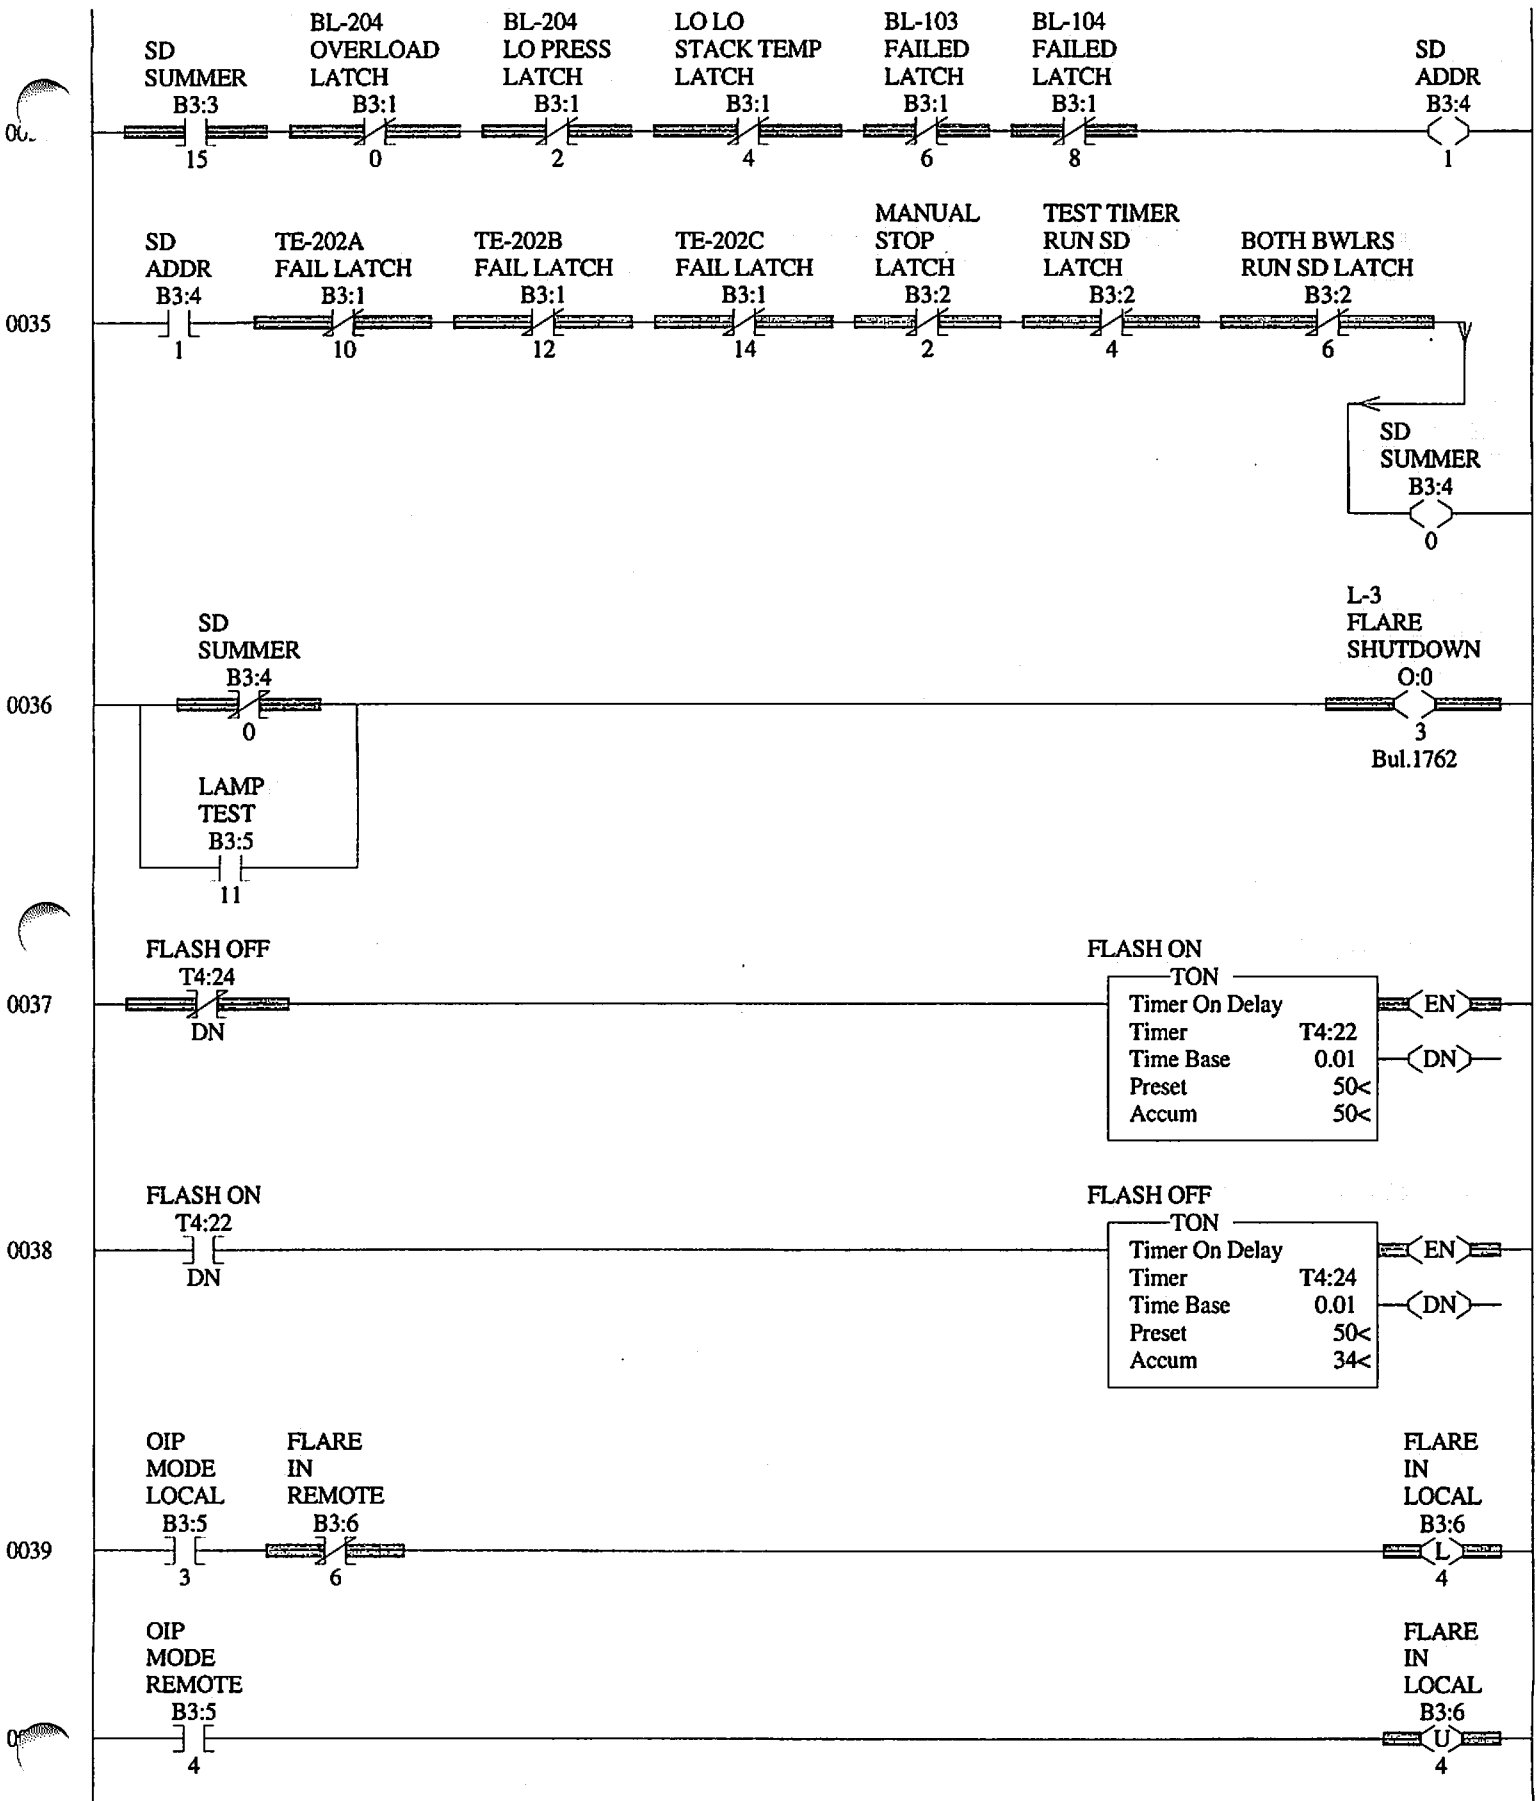 SD
SUMMER
B3:3
15
BL-204
OVERLOAD
LATCH
B3:1
0
BL-204
LO PRESS
LATCH
B3:1
2
LO LO
STACK TEMP
LATCH
B3:1
4
BL-103
FAILED
LATCH
B3:1
6
BL-104
FAILED
LATCH
B3:1
8
SD
ADDR
B3:4
1
0035
SD
ADDR
B3:4
1
TE-202A
FAIL LATCH
B3:1
10
TE-202B
FAIL LATCH
B3:1
12
TE-202C
FAIL LATCH
B3:1
14
MANUAL
STOP
LATCH
B3:2
2
TEST TIMER
RUN SD
LATCH
B3:2
4
BOTH BWLRS
RUN SD LATCH
B3:2
6
SD
SUMMER
B3:4
0
0036
SD
SUMMER
B3:4
0
LAMP
TEST
B3:5
11
L-3
FLARE
SHUTDOWN
O:0
3
Bul.1762
0037
FLASH OFF
T4:24
DN
FLASH ON
TON
Timer On Delay
Timer T4:22
Time Base 0.01
Preset 50<
Accum 50<
EN
DN
0038
FLASH ON
T4:22
DN
FLASH OFF
TON
Timer On Delay
Timer T4:24
Time Base 0.01
Preset 50<
Accum 34<
EN
DN
0039
OIP
MODE
LOCAL
B3:5
3
FLARE
IN
REMOTE
B3:6
6
FLARE
IN
LOCAL
B3:6
L
4
OIP
MODE
REMOTE
B3:5
4
FLARE
IN
LOCAL
B3:6
U
4